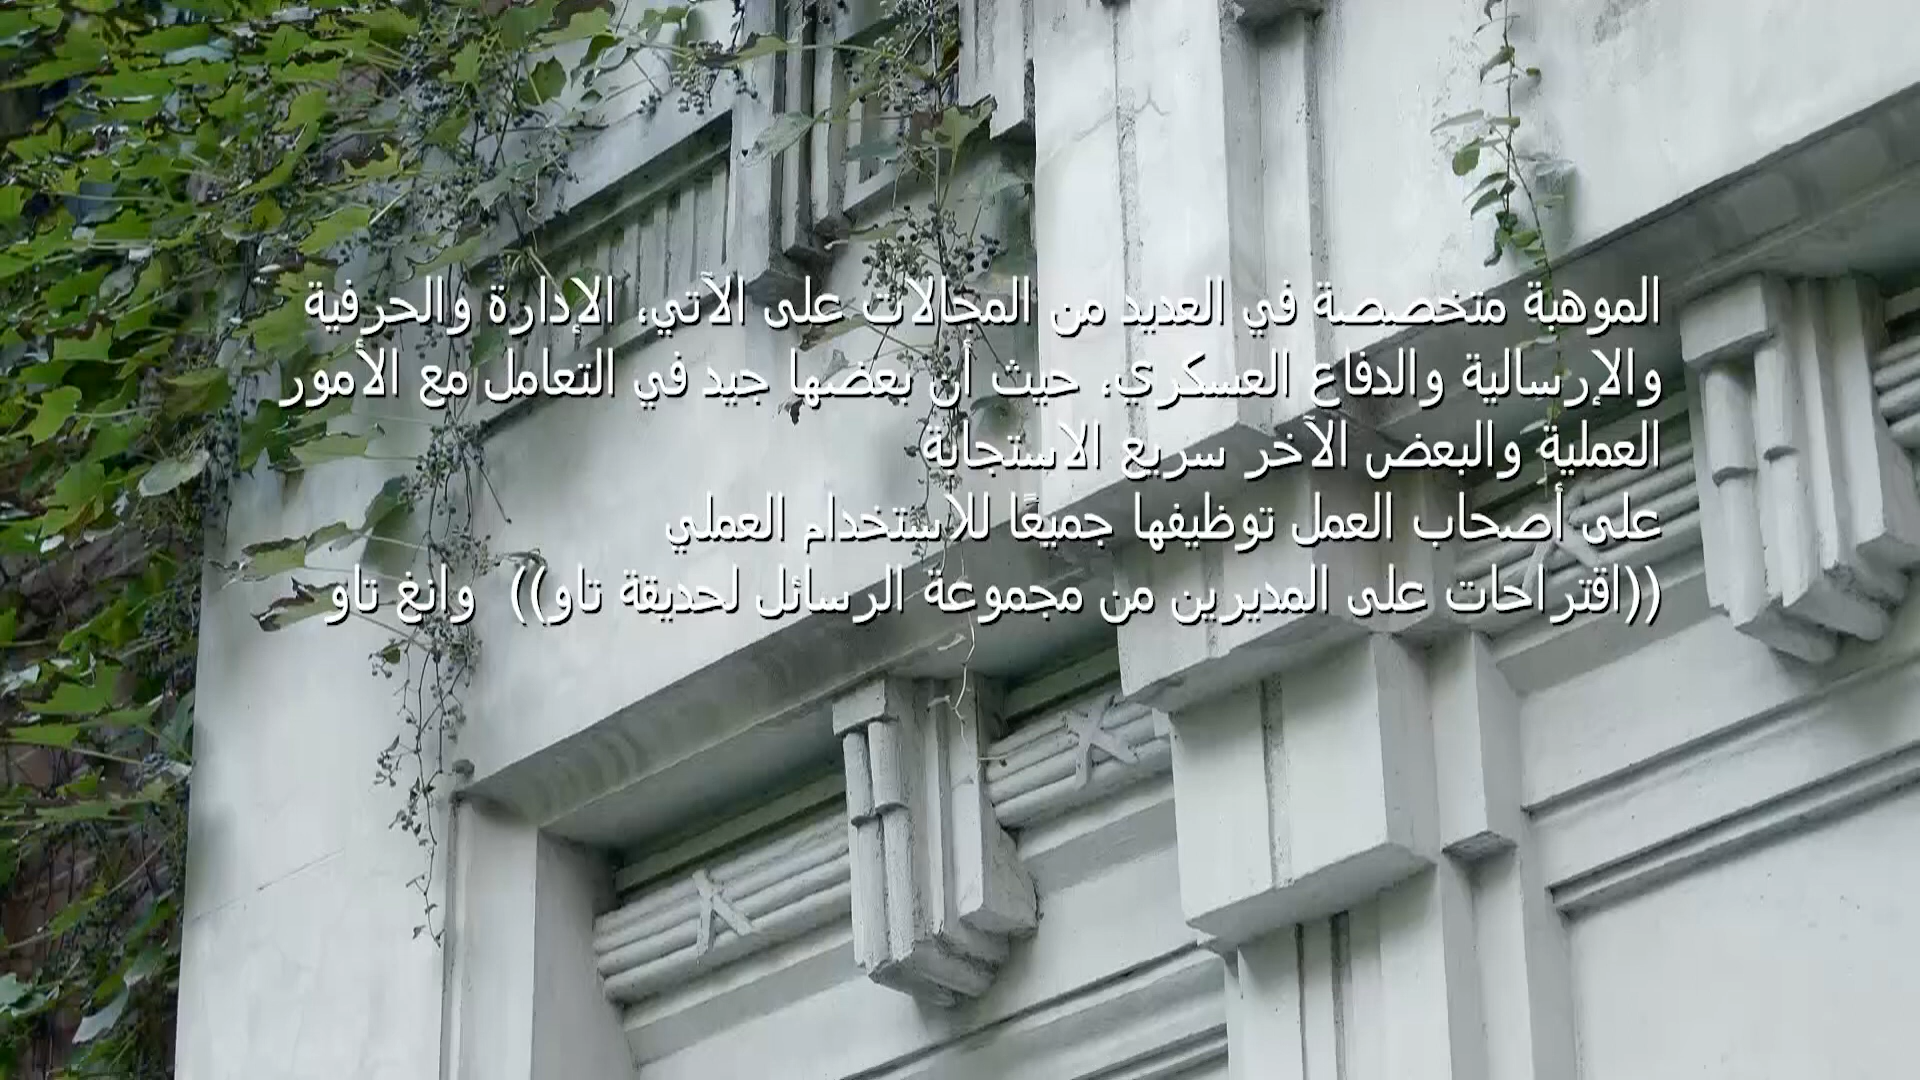 الموهبة متخصصة في العديد من المجالات على الآتي، الإدارة والحرفية
والإرسالية والدفاع العسكري، حيث أن بعضها جيد في التعامل مع الأمور
العملية والبعض الآخر سريع الاستجابة
على أصحاب العمل توظيفها جميعًا للاستخدام العملي
((اقتراحات على المديرين من مجموعة الرسائل لحديقة تاو))  وانغ تاو